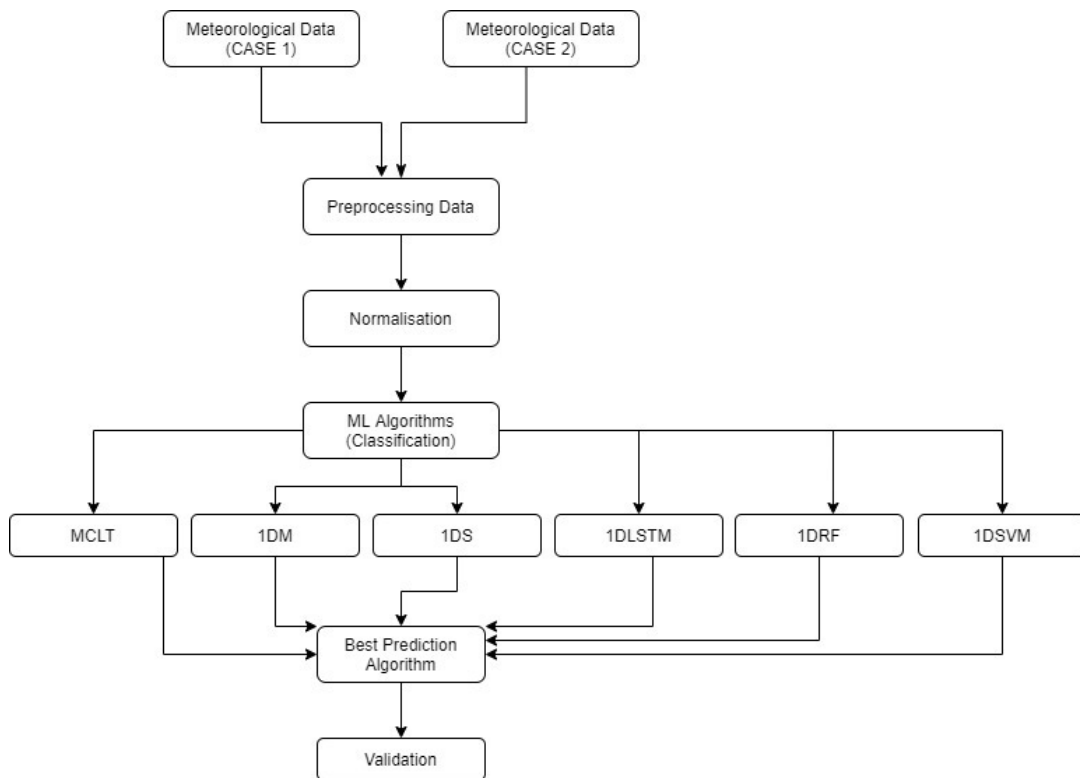 Meteorological Data
(CASE 1)
Meteorological Data
(CASE 2)
Preprocessing Data
Normalisation
ML Algorithms
(Classification)
MCLT
1DM
1DS
1DLSTM
1DRF
1DSVM
Best Prediction
Algorithm
Validation